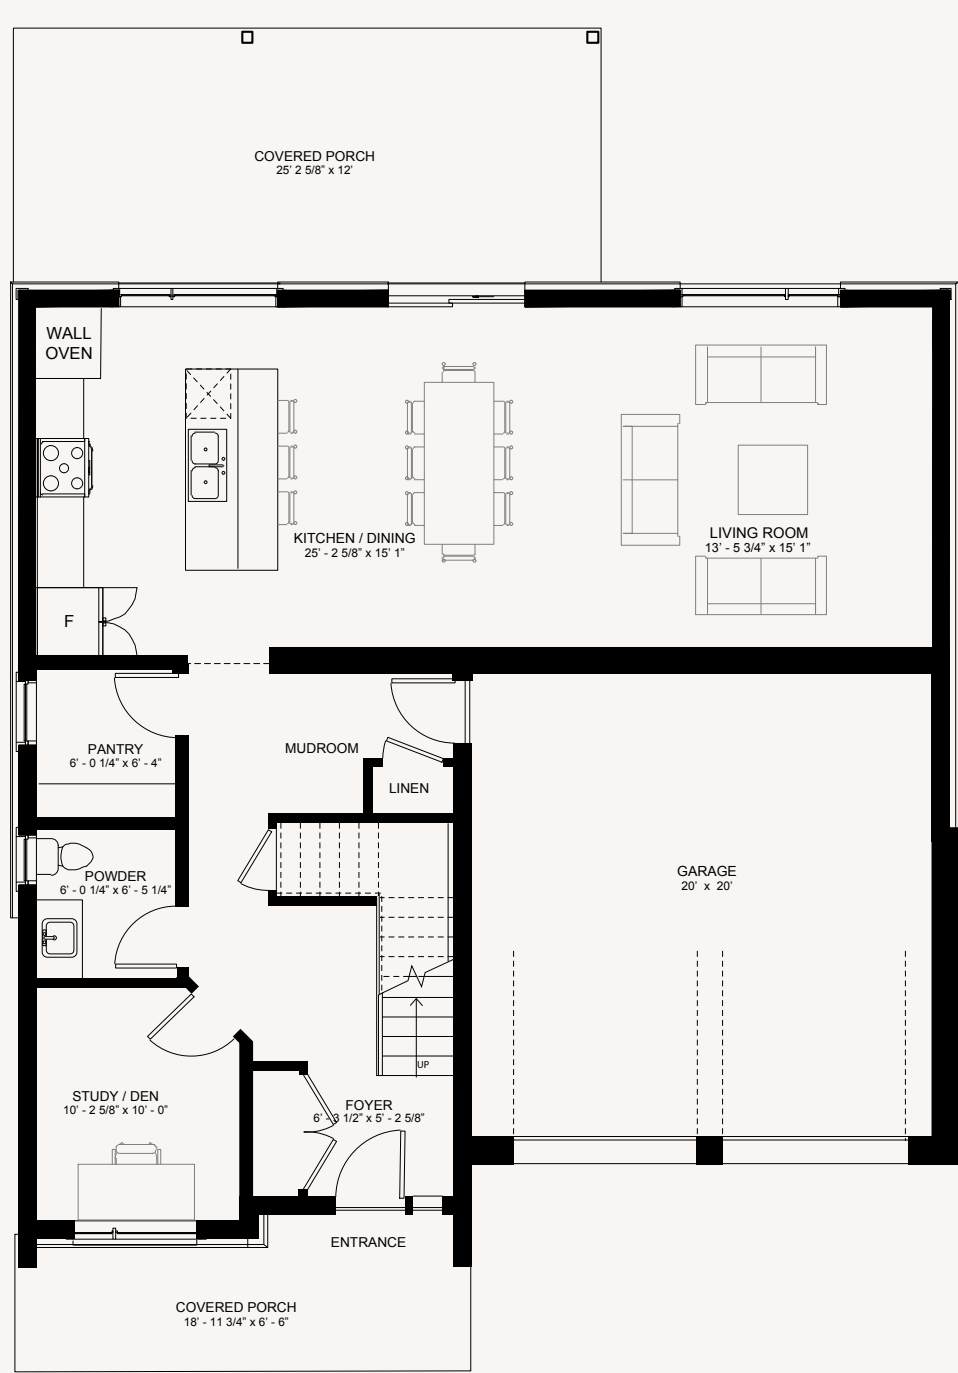 COVERED PORCH
25' 2 5/8" x 12'
WALL
OVEN
KITCHEN / DINING
25' - 2 5/8" x 15' 1"
LIVING ROOM
13' - 5 3/4" x 15' 1"
F
PANTRY
6' - 0 1/4" x 6' - 4"
MUDROOM
LINEN
POWDER
6' - 0 1/4" x 6' - 5 1/4"
GARAGE
20' x 20'
UP
STUDY / DEN
10' - 2 5/8" x 10' - 0"
FOYER
6' - 3 1/2" x 5' - 2 5/8"
ENTRANCE
COVERED PORCH
18' - 11 3/4" x 6' - 6"